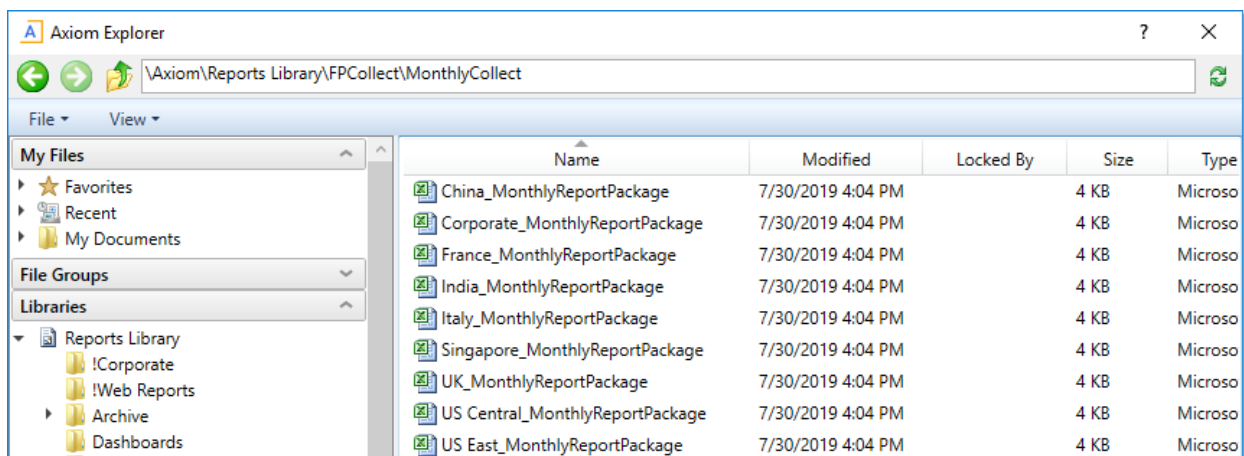 A Axiom Explorer ? X
\Axiom\Reports Library\FPCollect\MonthlyCollect
File View
My Files
Favorites
Recent
My Documents
File Groups
Libraries
Reports Library
!Corporate
!Web Reports
Archive
Dashboards
Name Modified Locked By Size Type
China_MonthlyReportPackage 7/30/2019 4:04 PM 4 KB Microso
Corporate_MonthlyReportPackage 7/30/2019 4:04 PM 4 KB Microso
France_MonthlyReportPackage 7/30/2019 4:04 PM 4 KB Microso
India_MonthlyReportPackage 7/30/2019 4:04 PM 4 KB Microso
Italy_MonthlyReportPackage 7/30/2019 4:04 PM 4 KB Microso
Singapore_MonthlyReportPackage 7/30/2019 4:04 PM 4 KB Microso
UK_MonthlyReportPackage 7/30/2019 4:04 PM 4 KB Microso
US Central_MonthlyReportPackage 7/30/2019 4:04 PM 4 KB Microso
US East_MonthlyReportPackage 7/30/2019 4:04 PM 4 KB Microso